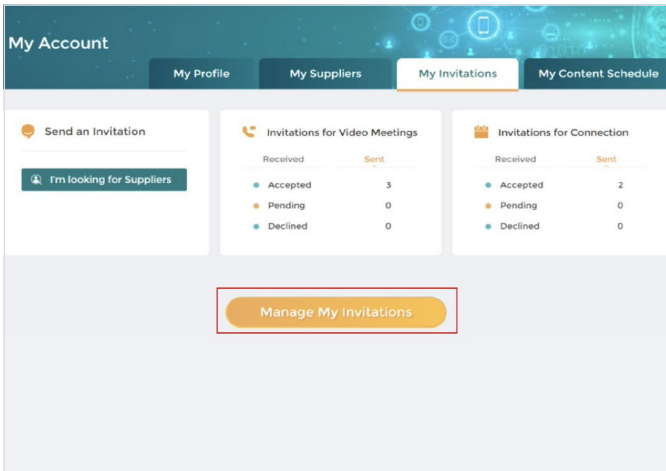 My Account
My Profile
My Suppliers
My Invitations
My Content Schedule
Send an Invitation
I'm looking for Suppliers
Invitations for Video Meetings
Received Sent
Accepted 3
Pending 0
Declined 0
Invitations for Connection
Received Sent
Accepted 2
Pending 0
Declined 0
Manage My Invitations